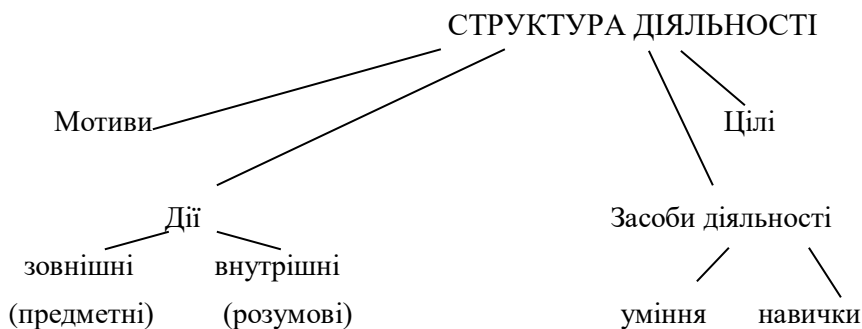 СТРУКТУРА ДІЯЛЬНОСТІ
Мотиви Цілі
Дії Засоби діяльності
зовнішні внутрішні
(предметні) (розумові) уміння навички